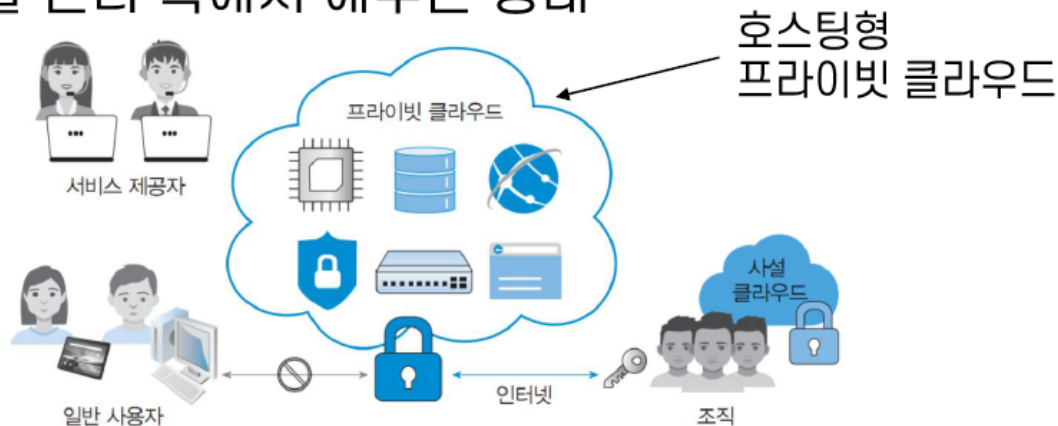 호스팅형
프라이빗 클라우드
프라이빗 클라우드
서비스 제공자
사설
클라우드
인터넷
일반 사용자
조직